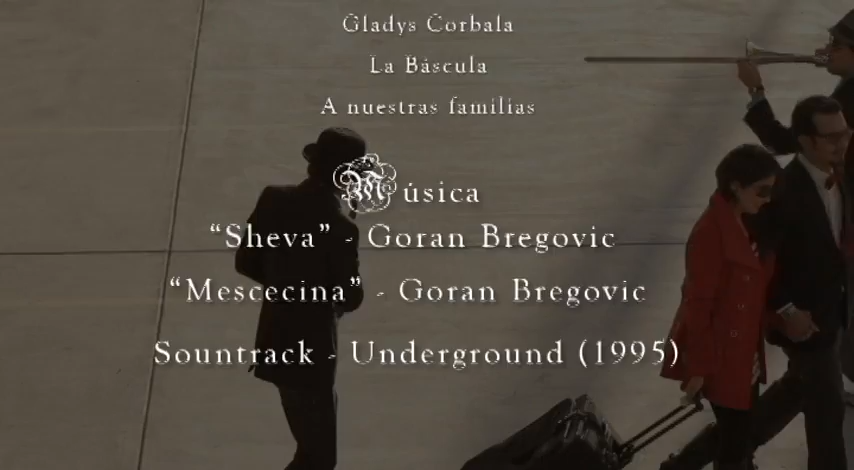 Gladys Corbala
La Báscula
A nuestras familias
Música
“Sheva” - Goran Bregovic
“Mescecina” - Goran Bregovic
Sountrack - Underground (1995)